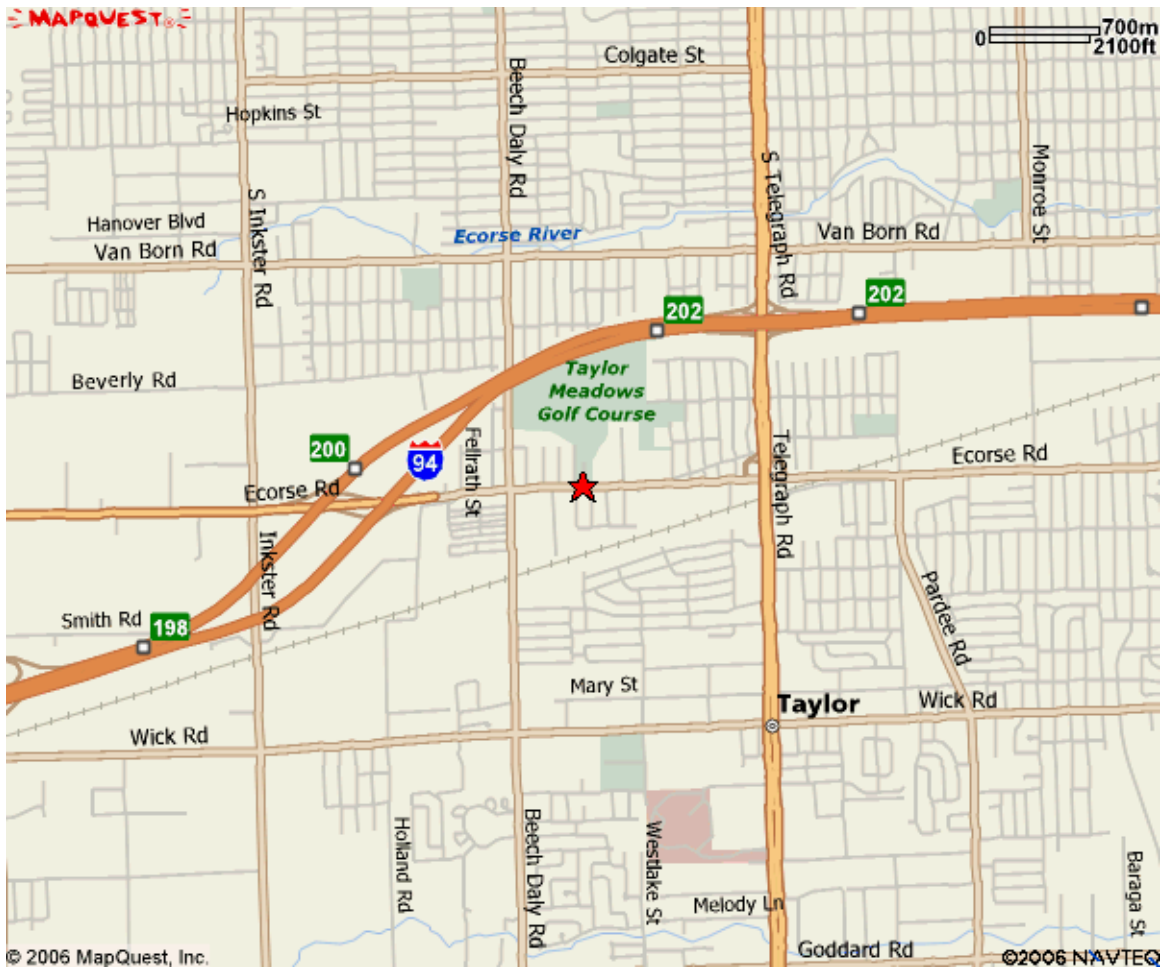 MAPQUEST
700m
0
2100ft
Colgate St
Beech Daly Rd
Hopkins St
S Telegraph Rd
Monroe St
S Inkster Rd
Hanover Blvd
Van Born Rd
Ecorse River
Van Born Rd
202
202
Beverly Rd
Taylor
Meadows
Golf Course
Fellrath St
200
94
Telegraph Rd
Ecorse Rd
Ecorse Rd
Inkster Rd
Smith Rd
198
Pardee Rd
Mary St
Taylor
Wick Rd
Wick Rd
Holland Rd
Beech Daly Rd
Westlake St
Baraga St
Melody Ln
Goddard Rd
© 2006 MapQuest, Inc.
©2006 NAVTEQ